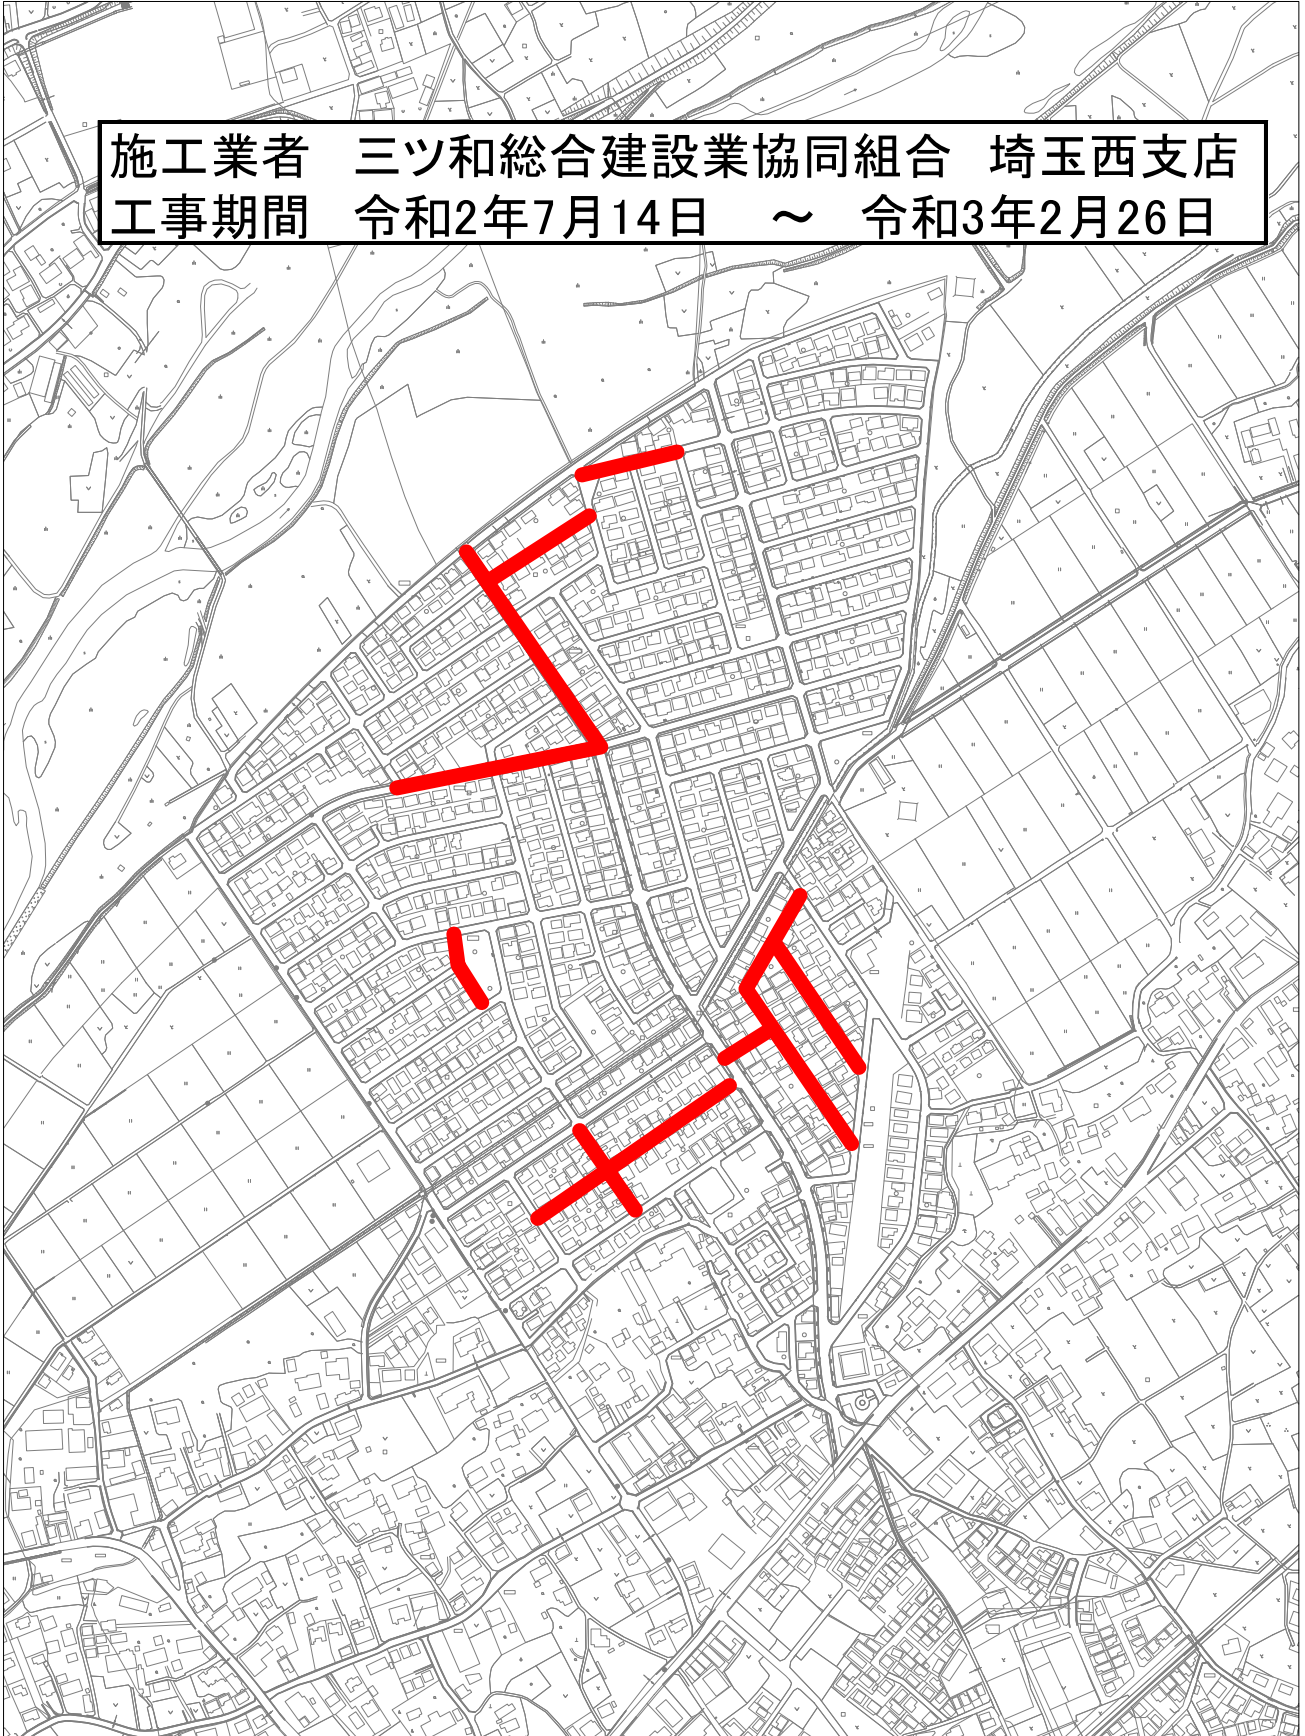 施工業者　三ツ和総合建設業協同組合　埼玉西支店
工事期間　令和2年7月14日　～　令和3年2月26日